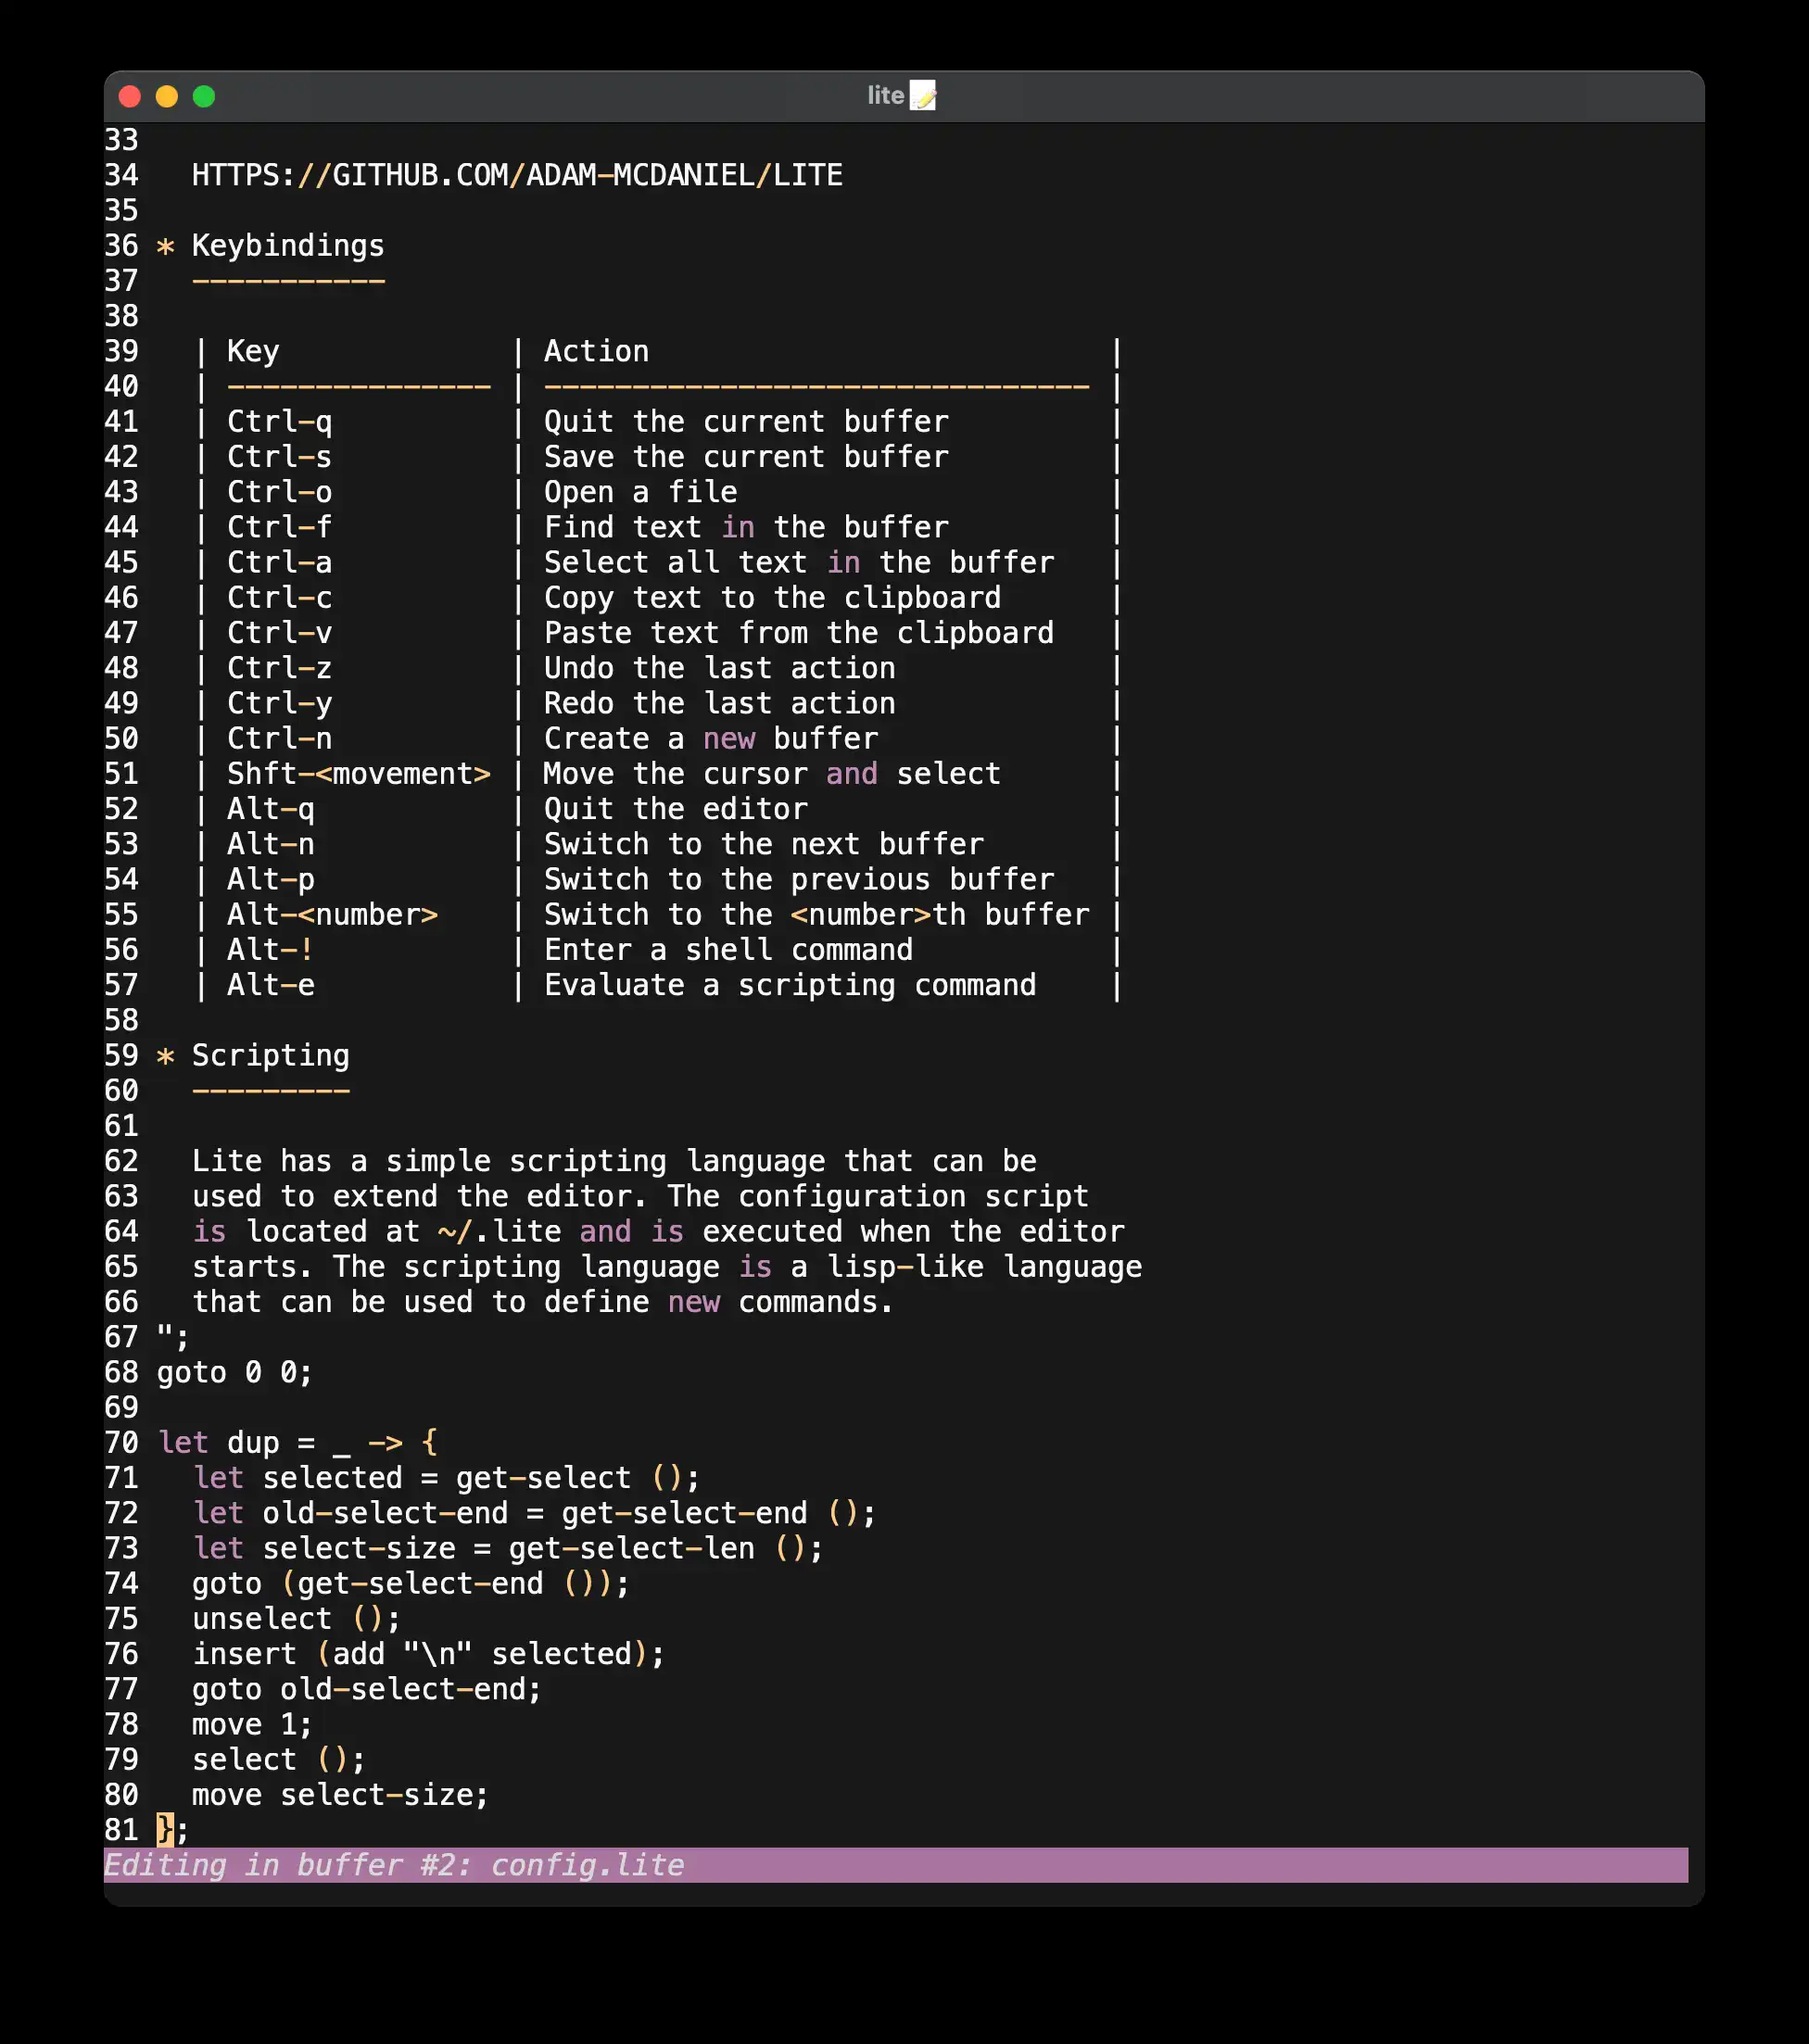 lite📝
33
34   HTTPS://GITHUB.COM/ADAM-MCDANIEL/LITE
35
36 * Keybindings
37   -----------
38
39   | Key             | Action                          |
40   | --------------- | ------------------------------- |
41   | Ctrl-q          | Quit the current buffer         |
42   | Ctrl-s          | Save the current buffer         |
43   | Ctrl-o          | Open a file                     |
44   | Ctrl-f          | Find text in the buffer         |
45   | Ctrl-a          | Select all text in the buffer   |
46   | Ctrl-c          | Copy text to the clipboard      |
47   | Ctrl-v          | Paste text from the clipboard   |
48   | Ctrl-z          | Undo the last action            |
49   | Ctrl-y          | Redo the last action            |
50   | Ctrl-n          | Create a new buffer             |
51   | Shft-<movement> | Move the cursor and select      |
52   | Alt-q           | Quit the editor                 |
53   | Alt-n           | Switch to the next buffer       |
54   | Alt-p           | Switch to the previous buffer   |
55   | Alt-<number>    | Switch to the <number>th buffer |
56   | Alt-!           | Enter a shell command           |
57   | Alt-e           | Evaluate a scripting command    |
58
59 * Scripting
60   ---------
61
62   Lite has a simple scripting language that can be
63   used to extend the editor. The configuration script
64   is located at ~/.lite and is executed when the editor
65   starts. The scripting language is a lisp-like language
66   that can be used to define new commands.
67 ";
68 goto 0 0;
69
70 let dup = _ -> {
71   let selected = get-select ();
72   let old-select-end = get-select-end ();
73   let select-size = get-select-len ();
74   goto (get-select-end ());
75   unselect ();
76   insert (add "\n" selected);
77   goto old-select-end;
78   move 1;
79   select ();
80   move select-size;
81 };
Editing in buffer #2: config.lite